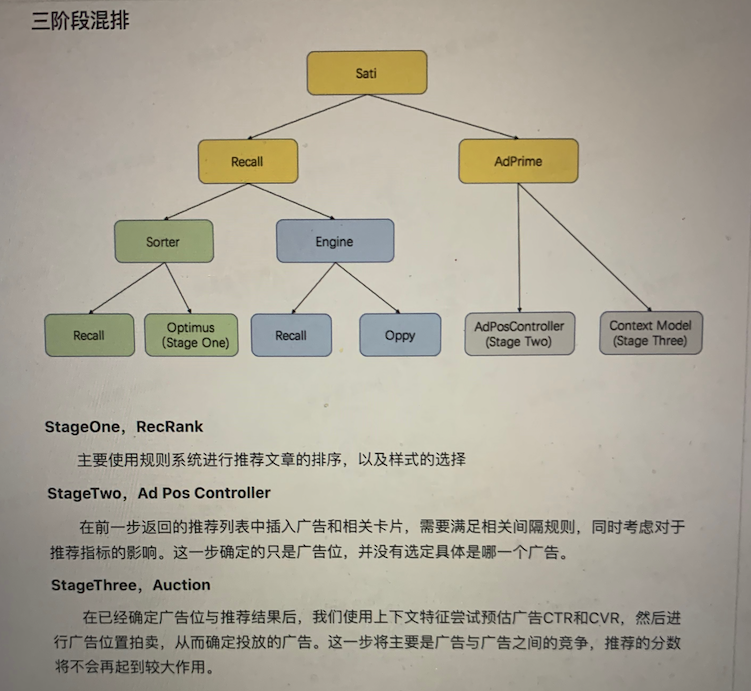 三阶段混排
Sati
Recall
AdPrime
Sorter
Engine
Recall
Optimus
(Stage One)
Recall
Oppy
AdPosController
(Stage Two)
Context Model
(Stage Three)
StageOne，RecRank
主要使用规则系统进行推荐文章的排序，以及样式的选择
StageTwo，Ad Pos Controller
在前一步返回的推荐列表中插入广告和相关卡片，需要满足相关间隔规则，同时考虑对于
推荐指标的影响。这一步确定的只是广告位，并没有选定具体是哪一个广告。
StageThree，Auction
在已经确定广告位与推荐结果后，我们使用上下文特征尝试预估广告CTR和CVR，然后进
行广告位置拍卖，从而确定投放的广告。这一步将主要是广告与广告之间的竞争，推荐的分数
将不会再起到较大作用。